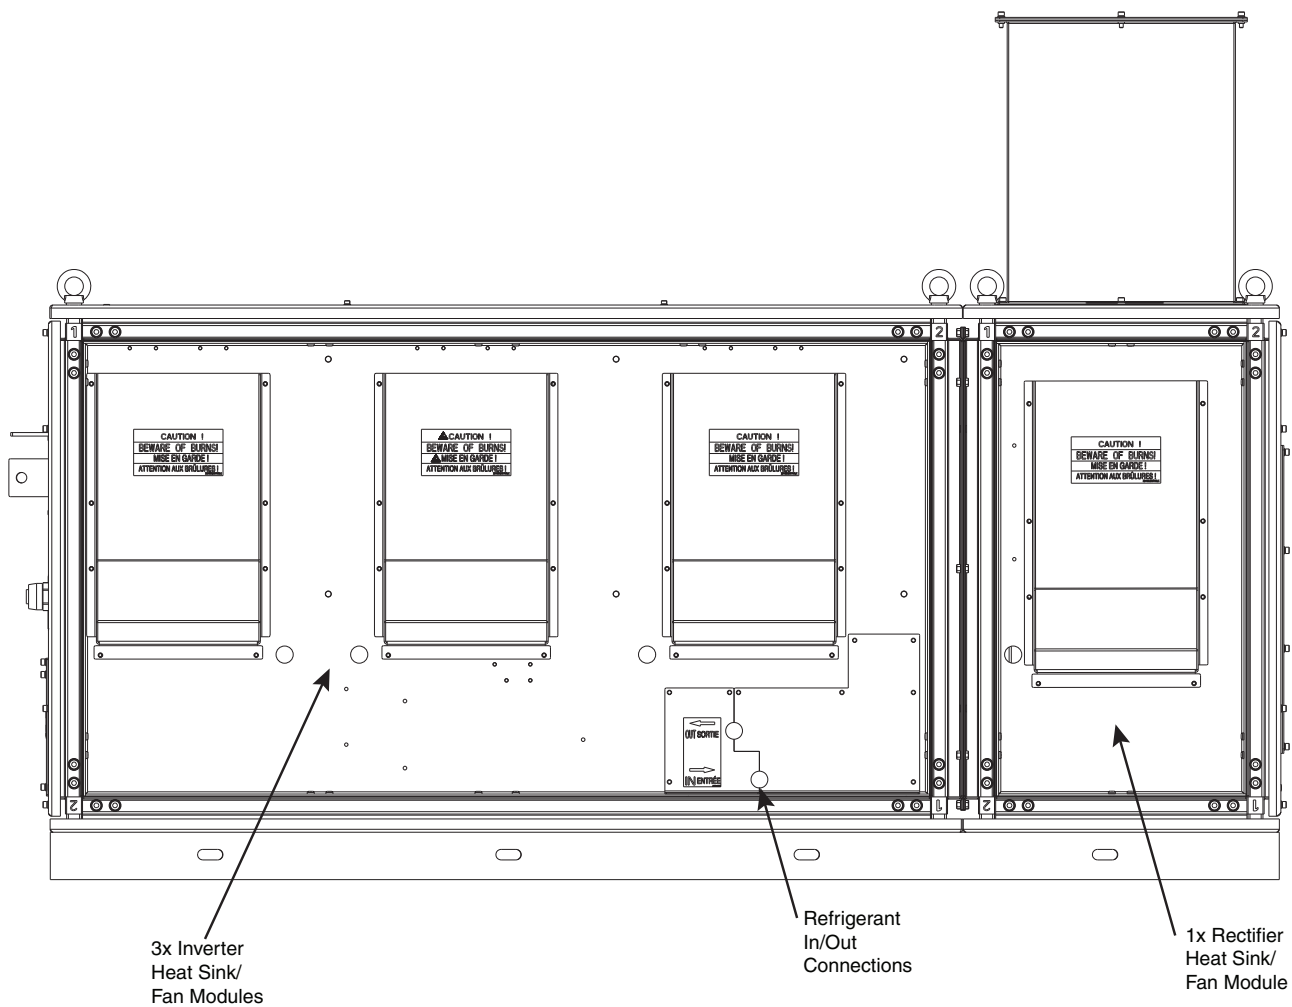 1
2
1
2
CAUTION !
BEWARE OF BURNS!
MISE EN GARDE !
ATTENTION AUX BRÛLURES !
CAUTION !
BEWARE OF BURNS!
MISE EN GARDE !
ATTENTION AUX BRÛLURES !
CAUTION !
BEWARE OF BURNS!
MISE EN GARDE !
ATTENTION AUX BRÛLURES !
CAUTION !
BEWARE OF BURNS!
MISE EN GARDE !
ATTENTION AUX BRÛLURES !
OUT SORTIE
IN ENTRÉE
2
1
2
1
3x Inverter
Heat Sink/
Fan Modules
Refrigerant
In/Out
Connections
1x Rectifier
Heat Sink/
Fan Module